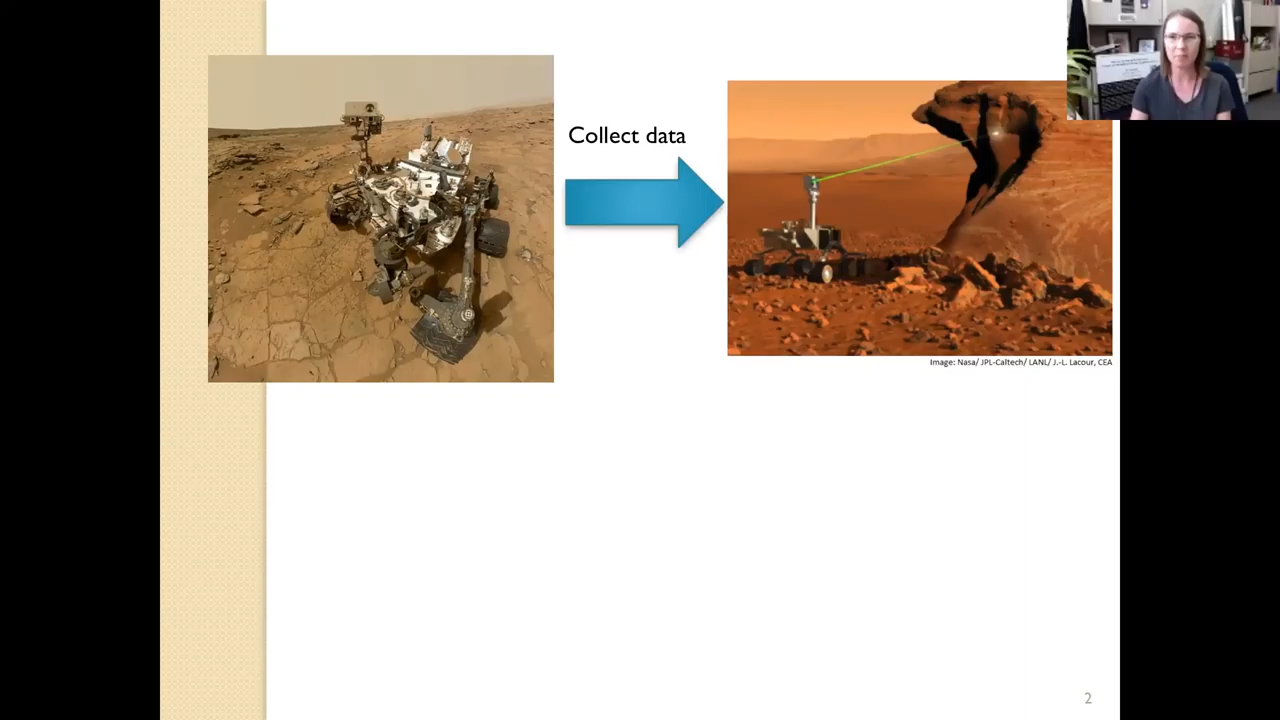 Collect data
Image: Nasa/ JPL-Caltech/ LANL/ J.-L. Lacour, CEA
2